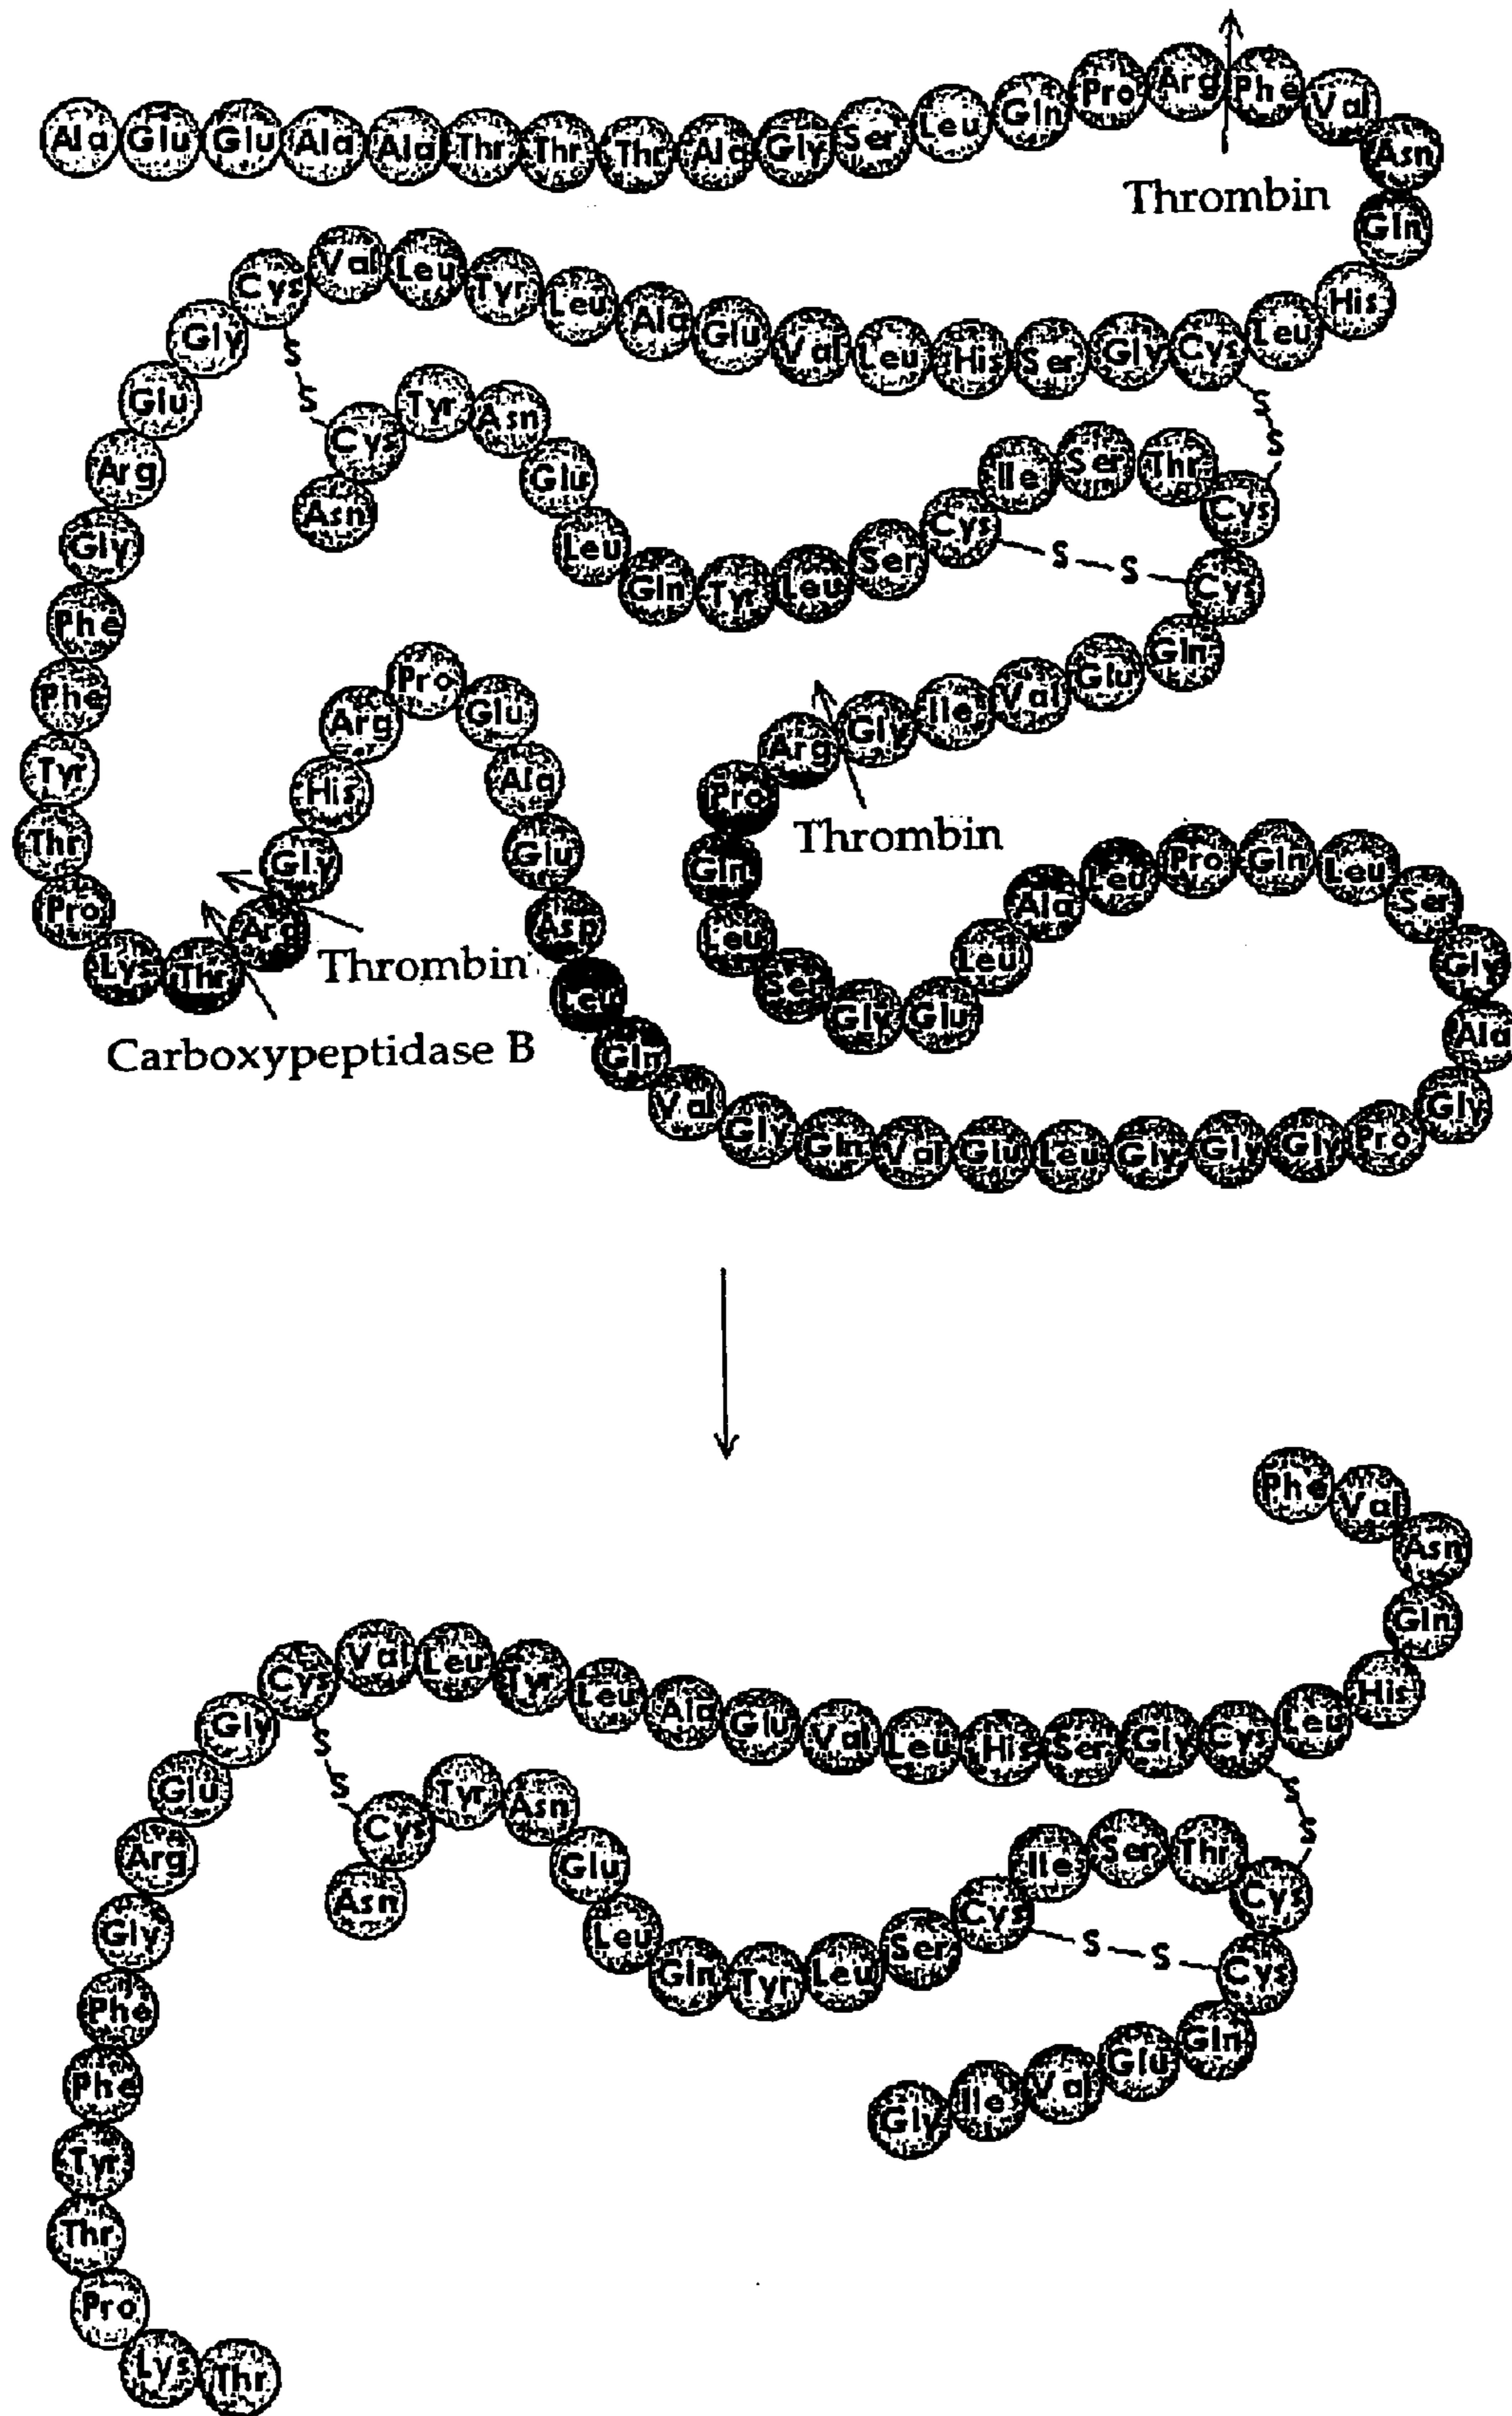 Ala Glu Glu Ala Ala Thr Thr Thr Ala Gly Ser Leu Gln Pro Arg Phe Val Asn Gln His
Thrombin
Leu Cys Gly Ser His Leu Val Glu Ala Leu Tyr Leu Val Cys
S
S
S
S
Gly Glu Arg Gly Phe Phe Tyr Thr Pro Lys Thr Arg
Thrombin
Carboxypeptidase B
Gly His Arg Pro Glu Ala Glu Asp Leu Gln
Val Gly Gln Val Glu Leu Gly Gly Gly Pro Gly Ala Gly Ser
Leu Gln Pro Leu Ala Leu Glu Gly Ser Leu Gln Pro Arg
Thrombin
Gly Ile Val Glu Gln Cys Cys Thr Ser Ile Cys
S S
Ser Leu Tyr Gln Leu Glu Asn Tyr Cys Asn
Phe Val Asn Gln His
Leu Cys Gly Ser His Leu Val Glu Ala Leu Tyr Leu Val Cys
S
S
S
S
Gly Glu Arg Gly Phe Phe Tyr Thr Pro Lys Thr
Gly Ile Val Glu Gln Cys Cys Thr Ser Ile Cys
S S
Ser Leu Tyr Gln Leu Glu Asn Tyr Cys Asn